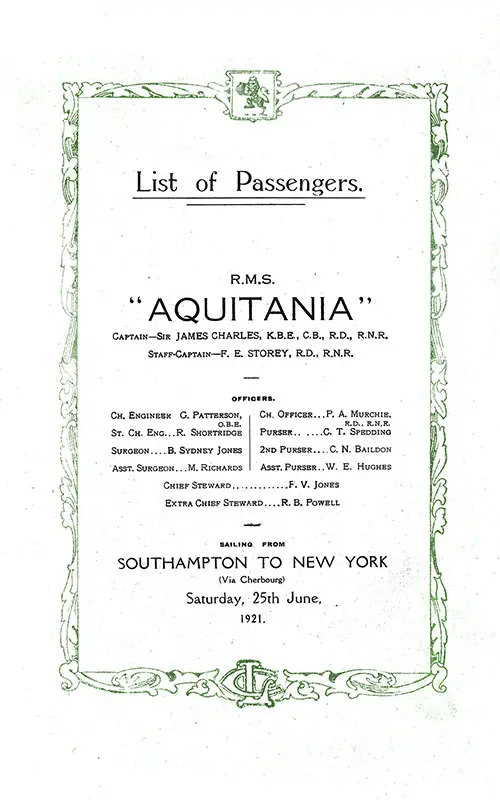 List of Passengers.
R.M.S.
"AQUITANIA"
CAPTAIN—SIR JAMES CHARLES, K.B.E., C.B., R.D., R.N.R.
STAFF-CAPTAIN—F. E. STOREY, R.D., R.N.R.
OFFICERS.
CH. ENGINEER G. PATTERSON,
O.B.E.
ST. CH. ENG...R. SHORTRIDGE
SURGEON....B. SYDNEY JONES
ASST. SURGEON...M. RICHARDS
CH. OFFICER...P. A. MURCHIE,
R.D., R.N.R.
PURSER.. ....C. T. SPEDDING
2ND PURSER....C. N. BAILDON
ASST. PURSER..W. E. HUGHES
CHIEF STEWARD............F. V. JONES
EXTRA CHIEF STEWARD....R. B. POWELL
SAILING FROM
SOUTHAMPTON TO NEW YORK
(Via Cherbourg)
Saturday, 25th June,
1921.